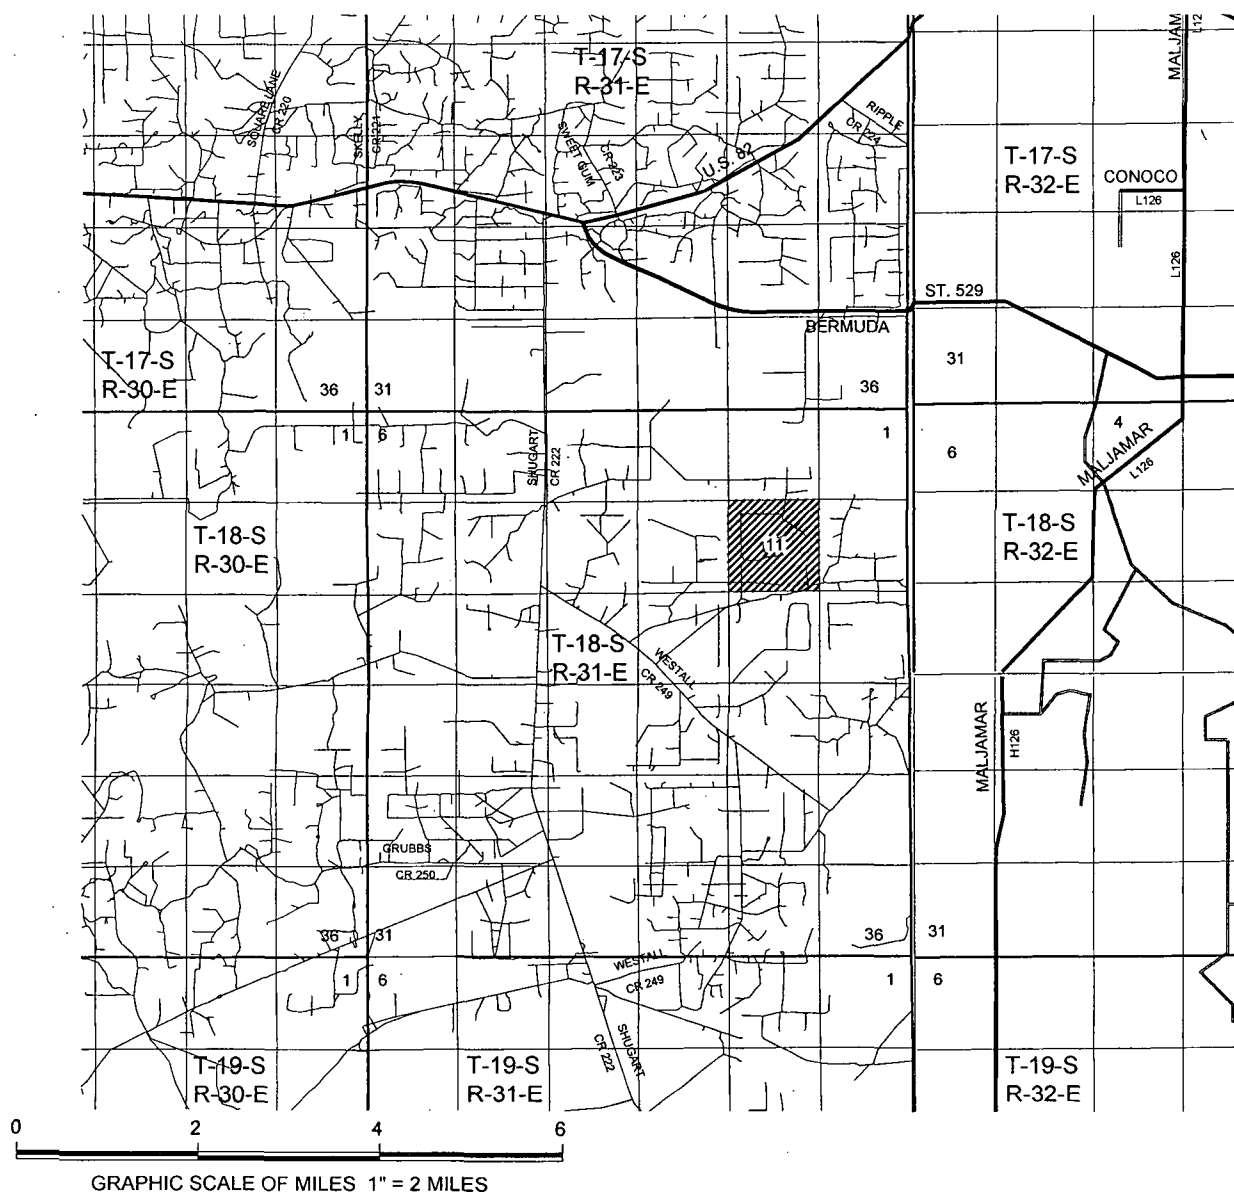 MALJAM
L12
T-17-S
R-31-E
SQUARE LANE
CR 220
SKELLY
CR 221
SWEET GUM
CR 923
U.S. 82
RIPPLE
CR 224
T-17-S
R-32-E
CONOCO
L126
L126
ST. 529
BERMUDA
T-17-S
R-30-E
36
31
36
31
1
6
1
6
4
MALJAMAR
L126
SHUGART
CR 222
T-18-S
R-30-E
11
T-18-S
R-32-E
T-18-S
R-31-E
WESTALL
CR 249
MALJAMAR
H126
GRUBBS
CR 250
36
31
36
31
1
6
WESTALL
CR 249
1
6
SHUGART
CR 222
T-19-S
R-30-E
T-19-S
R-31-E
T-19-S
R-32-E
0
2
4
6
GRAPHIC SCALE OF MILES 1" = 2 MILES